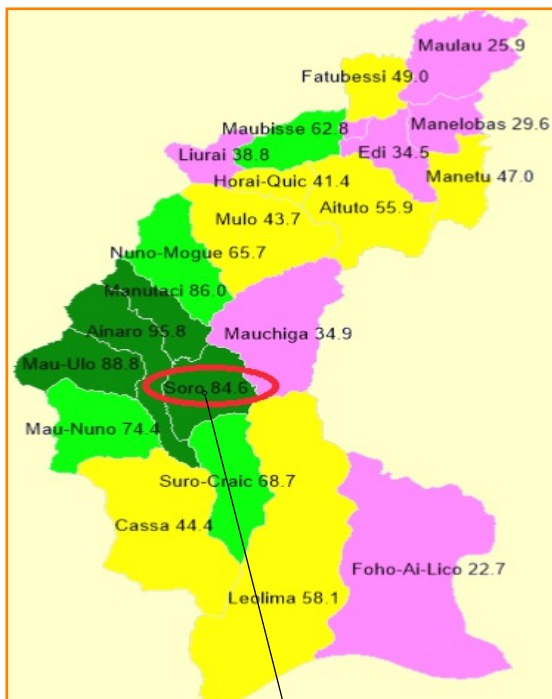 Maulau 25.9
Fatubessi 49.0
Maubisse 62.8
Manelobas 29.6
Liurai 38.8
Edi 34.5
Horai-Quic 41.4
Manetu 47.0
Aituto 55.9
Mulo 43.7
Nuno-Mogue 65.7
Manutaci 86.0
Ainaro 95.8
Mauchiga 34.9
Mau-Ulo 88.8
Soro 84.6
Mau-Nuno 74.4
Suro-Craic 68.7
Cassa 44.4
Foho-Ai-Lico 22.7
Leolima 58.1